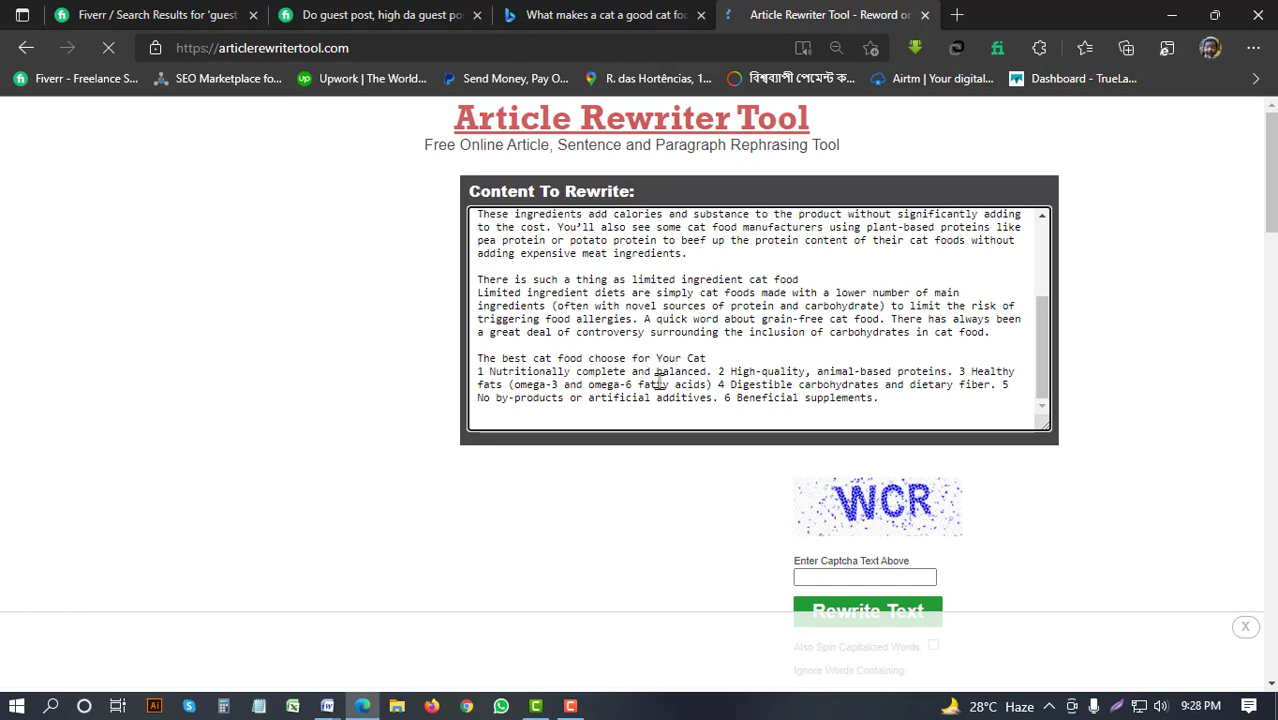 Fiverr / Search Results for 'guest
Do guest post, high da guest pos
What makes a cat a good cat foo
Article Rewriter Tool - Reword or
https://articlerewritertool.com
Fiverr - Freelance S...
SEO Marketplace fo...
Upwork | The World...
Send Money, Pay O...
R. das Hortências, 1...
বিশ্বব্যাপী পেমেন্ট ক...
Airtm | Your digital...
Dashboard - TrueLa...
Article Rewriter Tool
Free Online Article, Sentence and Paragraph Rephrasing Tool
Content To Rewrite:
These ingredients add calories and substance to the product without significantly adding
to the cost. You’ll also see some cat food manufacturers using plant-based proteins like
pea protein or potato protein to beef up the protein content of their cat foods without
adding expensive meat ingredients.
There is such a thing as limited ingredient cat food
Limited ingredient diets are simply cat foods made with a lower number of main
ingredients (often with novel sources of protein and carbohydrate) to limit the risk of
triggering food allergies. A quick word about grain-free cat food. There has always been
a great deal of controversy surrounding the inclusion of carbohydrates in cat food.
The best cat food choose for Your Cat
1 Nutritionally complete and balanced. 2 High-quality, animal-based proteins. 3 Healthy
fats (omega-3 and omega-6 fatty acids) 4 Digestible carbohydrates and dietary fiber. 5
No by-products or artificial additives. 6 Beneficial supplements.
WCR
Enter Captcha Text Above
Rewrite Text
Also Spin Capitalized Words:
Ignore Words Containing:
X
28°C Haze
9:28 PM